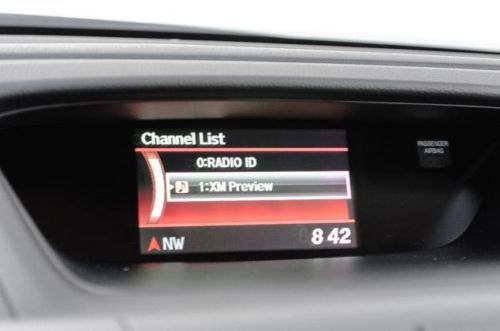 Channel List
0:RADIO ID
1:XM Preview
NW
8 42
PASSENGER
AIRBAG